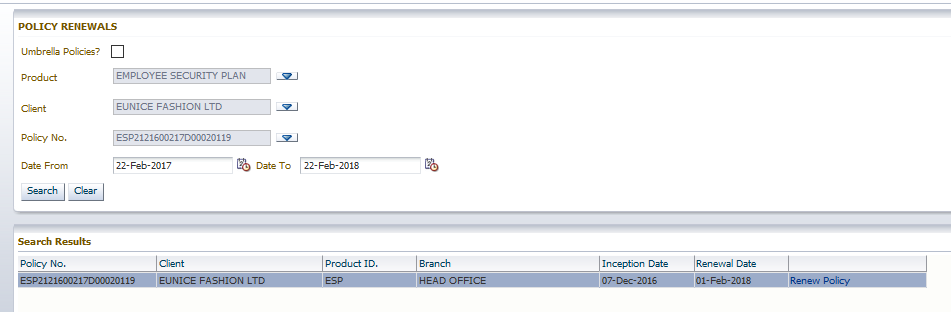 POLICY RENEWALS
Umbrella Policies?
Product EMPLOYEE SECURITY PLAN
Client EUNICE FASHION LTD
Policy No. ESP2121600217D00020119
Date From 22-Feb-2017 Date To 22-Feb-2018
Search Clear
Search Results
Policy No. Client Product ID. Branch Inception Date Renewal Date
ESP2121600217D00020119 EUNICE FASHION LTD ESP HEAD OFFICE 07-Dec-2016 01-Feb-2018 Renew Policy